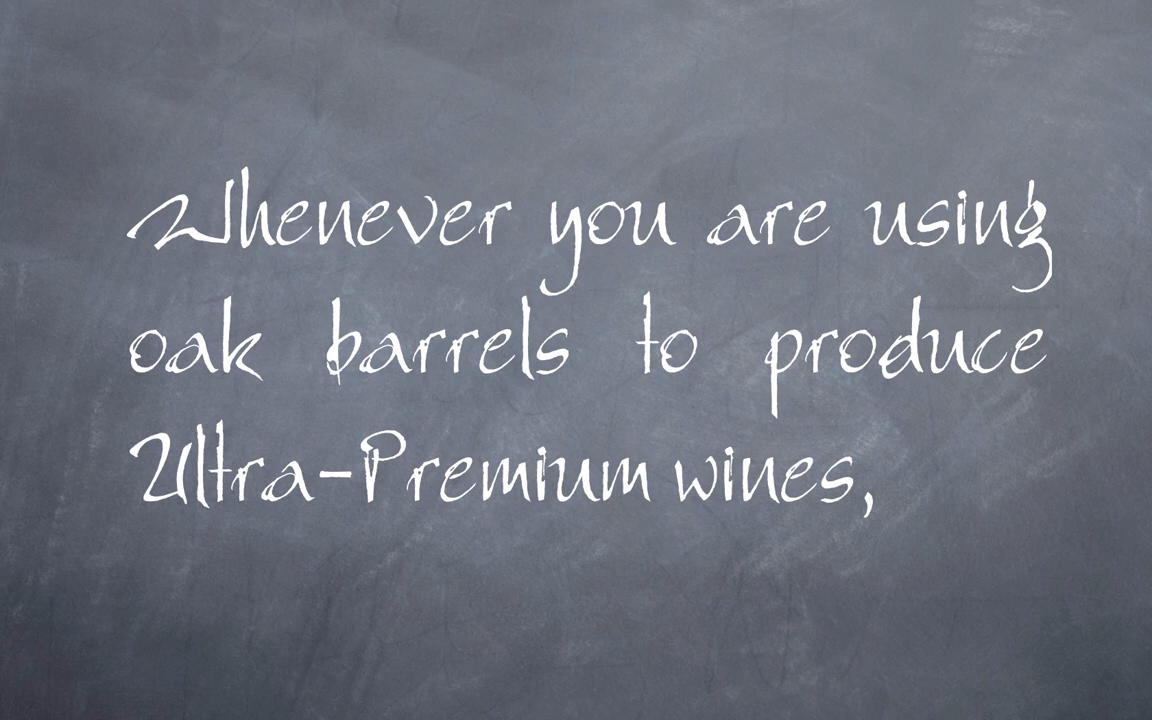 Whenever you are using
oak barrels to produce
Ultra-Premium wines,